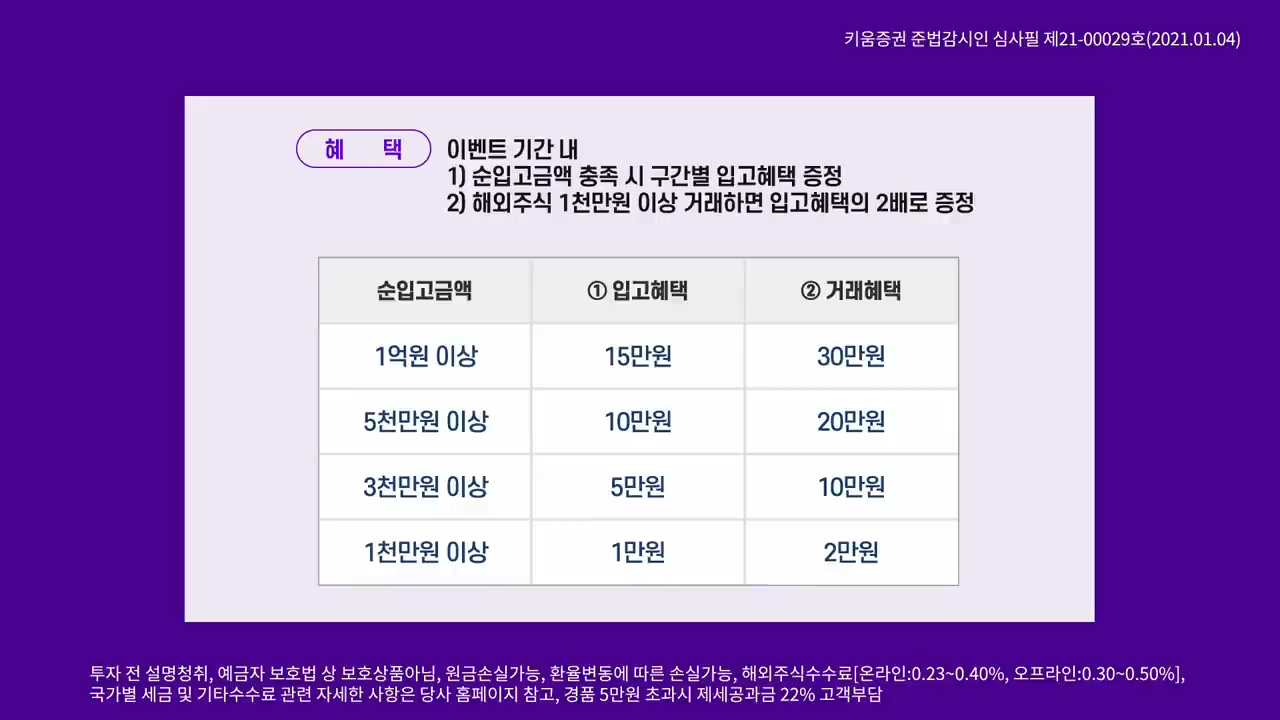 키움증권 준법감시인 심사필 제21-00029호(2021.01.04)
혜 택
이벤트 기간 내
1) 순입고금액 충족 시 구간별 입고혜택 증정
2) 해외주식 1천만원 이상 거래하면 입고혜택의 2배로 증정
순입고금액 ① 입고혜택 ② 거래혜택
1억원 이상 15만원 30만원
5천만원 이상 10만원 20만원
3천만원 이상 5만원 10만원
1천만원 이상 1만원 2만원
투자 전 설명청취, 예금자 보호법 상 보호상품아님, 원금손실가능, 환율변동에 따른 손실가능, 해외주식수수료[온라인:0.23~0.40%, 오프라인:0.30~0.50%],
국가별 세금 및 기타수수료 관련 자세한 사항은 당사 홈페이지 참고, 경품 5만원 초과시 제세공과금 22% 고객부담